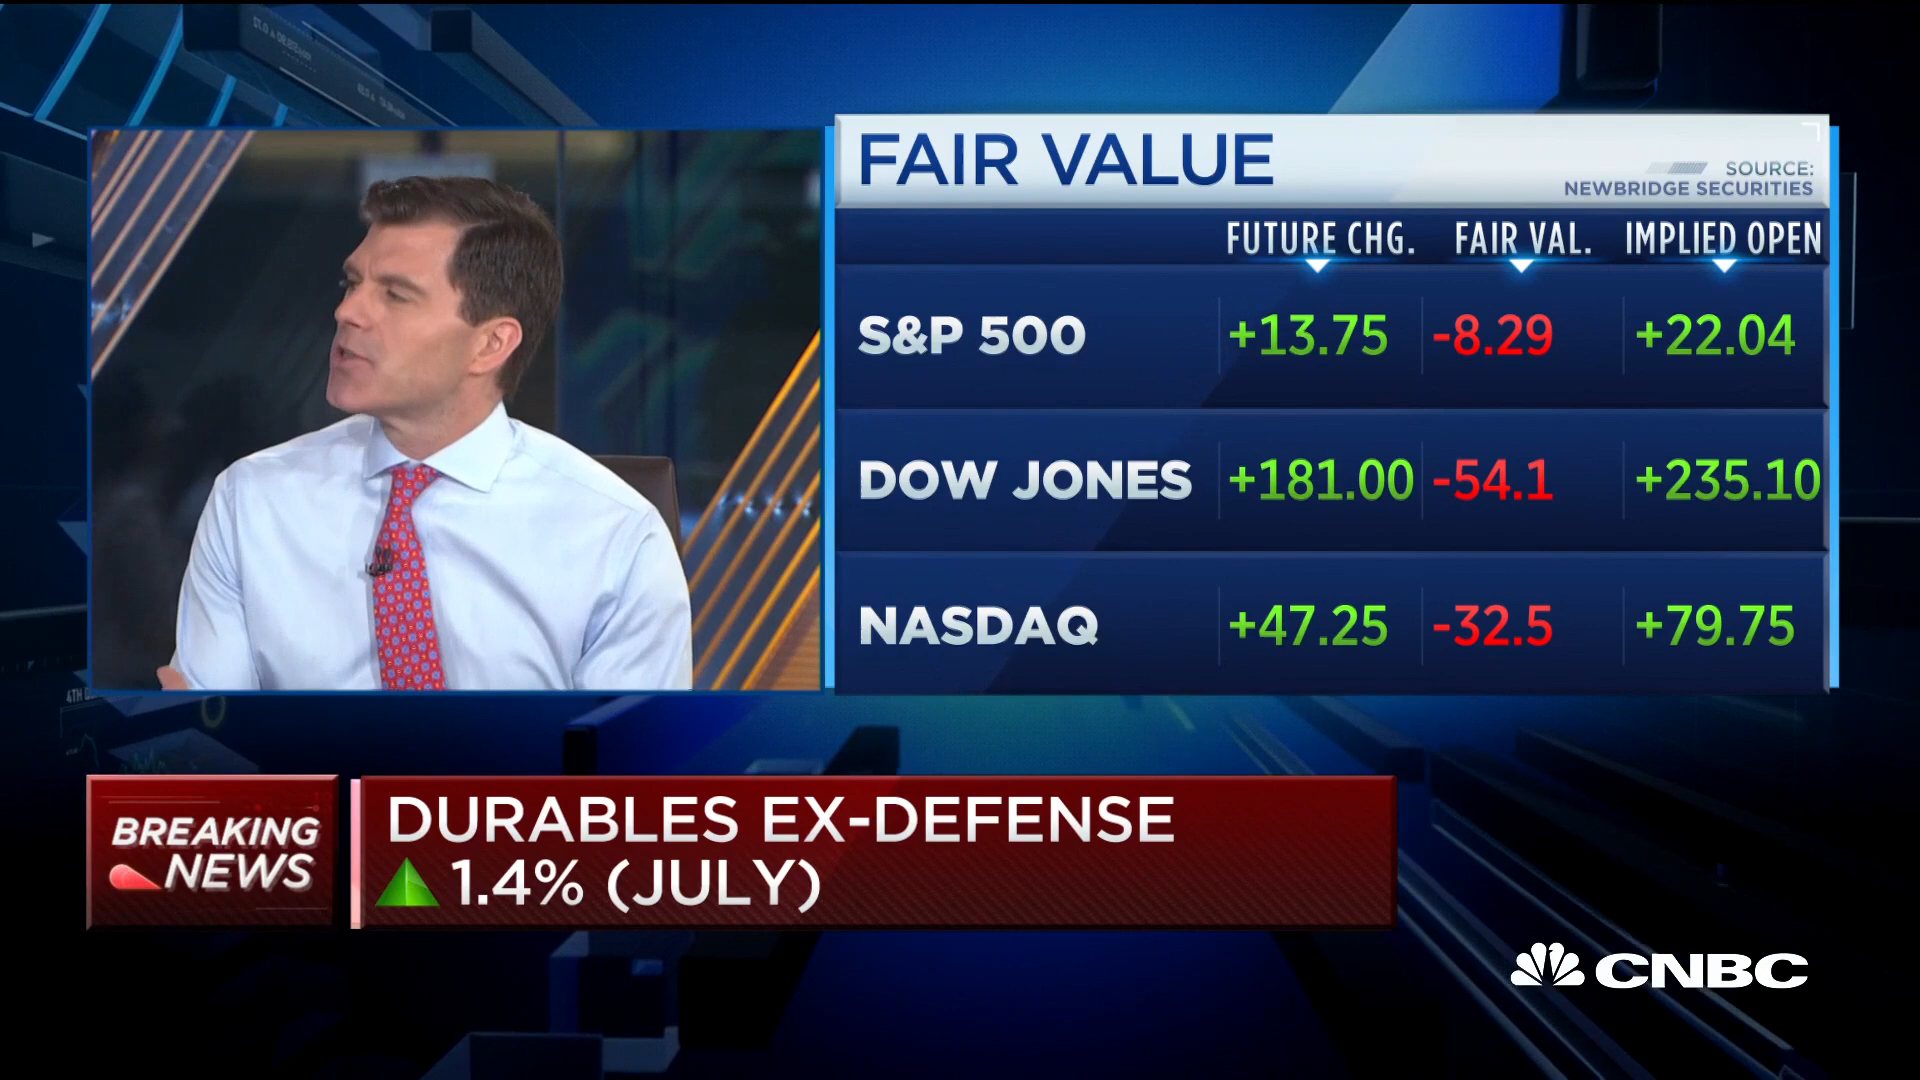 FAIR VALUE
SOURCE:
NEWBRIDGE SECURITIES
FUTURE CHG. FAIR VAL. IMPLIED OPEN
S&P 500 +13.75 -8.29 +22.04
DOW JONES +181.00 -54.1 +235.10
NASDAQ +47.25 -32.5 +79.75
4TH
BREAKING
NEWS
DURABLES EX-DEFENSE
▲ 1.4% (JULY)
CNBC